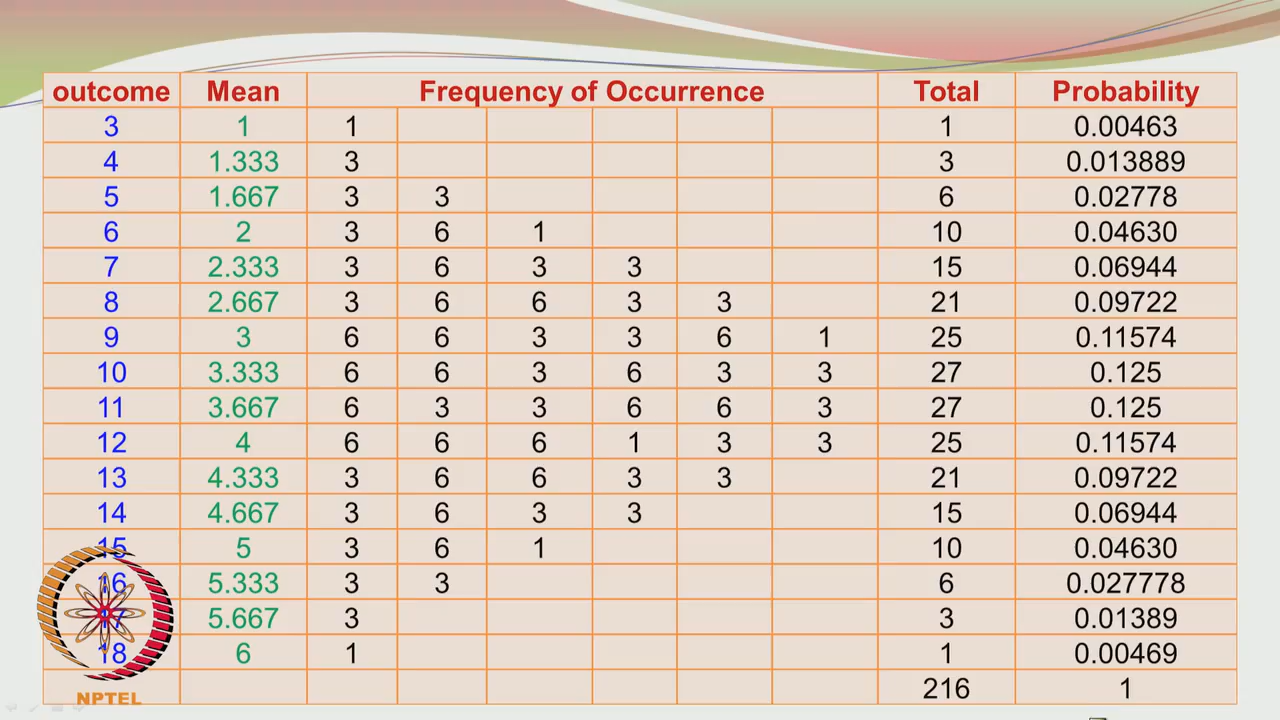 outcome Mean Frequency of Occurrence Total Probability
3 1 1 1 0.00463
4 1.333 3 3 0.013889
5 1.667 3 3 6 0.02778
6 2 3 6 1 10 0.04630
7 2.333 3 6 3 3 15 0.06944
8 2.667 3 6 6 3 3 21 0.09722
9 3 6 6 3 3 6 1 25 0.11574
10 3.333 6 6 3 6 3 3 27 0.125
11 3.667 6 3 3 6 6 3 27 0.125
12 4 6 6 6 1 3 3 25 0.11574
13 4.333 3 6 6 3 3 21 0.09722
14 4.667 3 6 3 3 15 0.06944
15 5 3 6 1 10 0.04630
16 5.333 3 3 6 0.027778
17 5.667 3 3 0.01389
18 6 1 1 0.00469
216 1
NPTEL